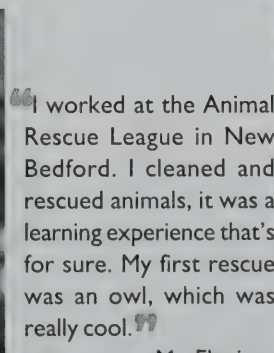 “I worked at the Animal
Rescue League in New
Bedford. I cleaned and
rescued animals, it was a
learning experience that's
for sure. My first rescue
was an owl, which was
really cool.”